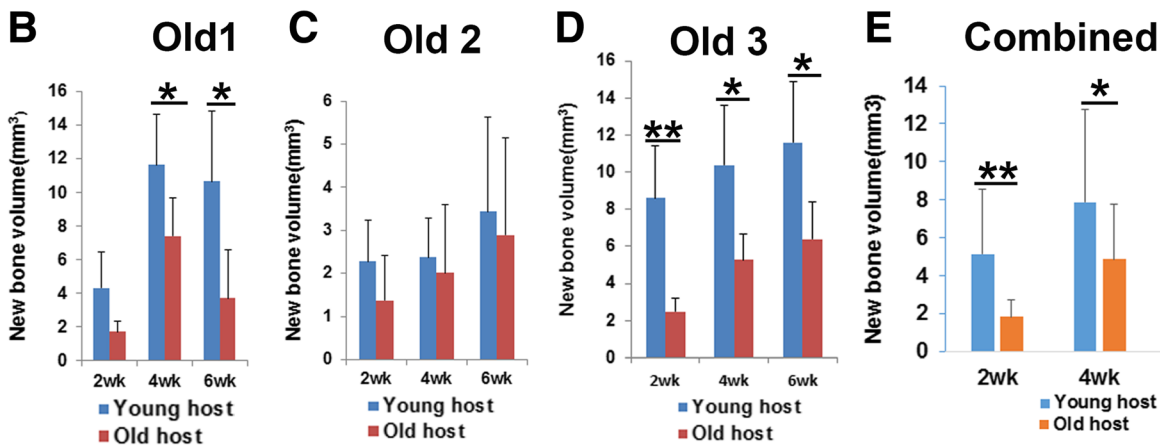 B
Old1
New bone volume(mm³)
16
14
12
10
8
6
4
2
0
*
*
2wk 4wk 6wk
Young host
Old host
C
Old 2
New bone volume(mm³)
6
5
4
3
2
1
0
2wk 4wk 6wk
Young host
Old host
D
Old 3
New bone volume(mm³)
16
14
12
10
8
6
4
2
0
**
*
*
2wk 4wk 6wk
Young host
Old host
E
Combined
New bone volume(mm3)
14
12
10
8
6
4
2
0
**
*
2wk 4wk
Young host
Old host